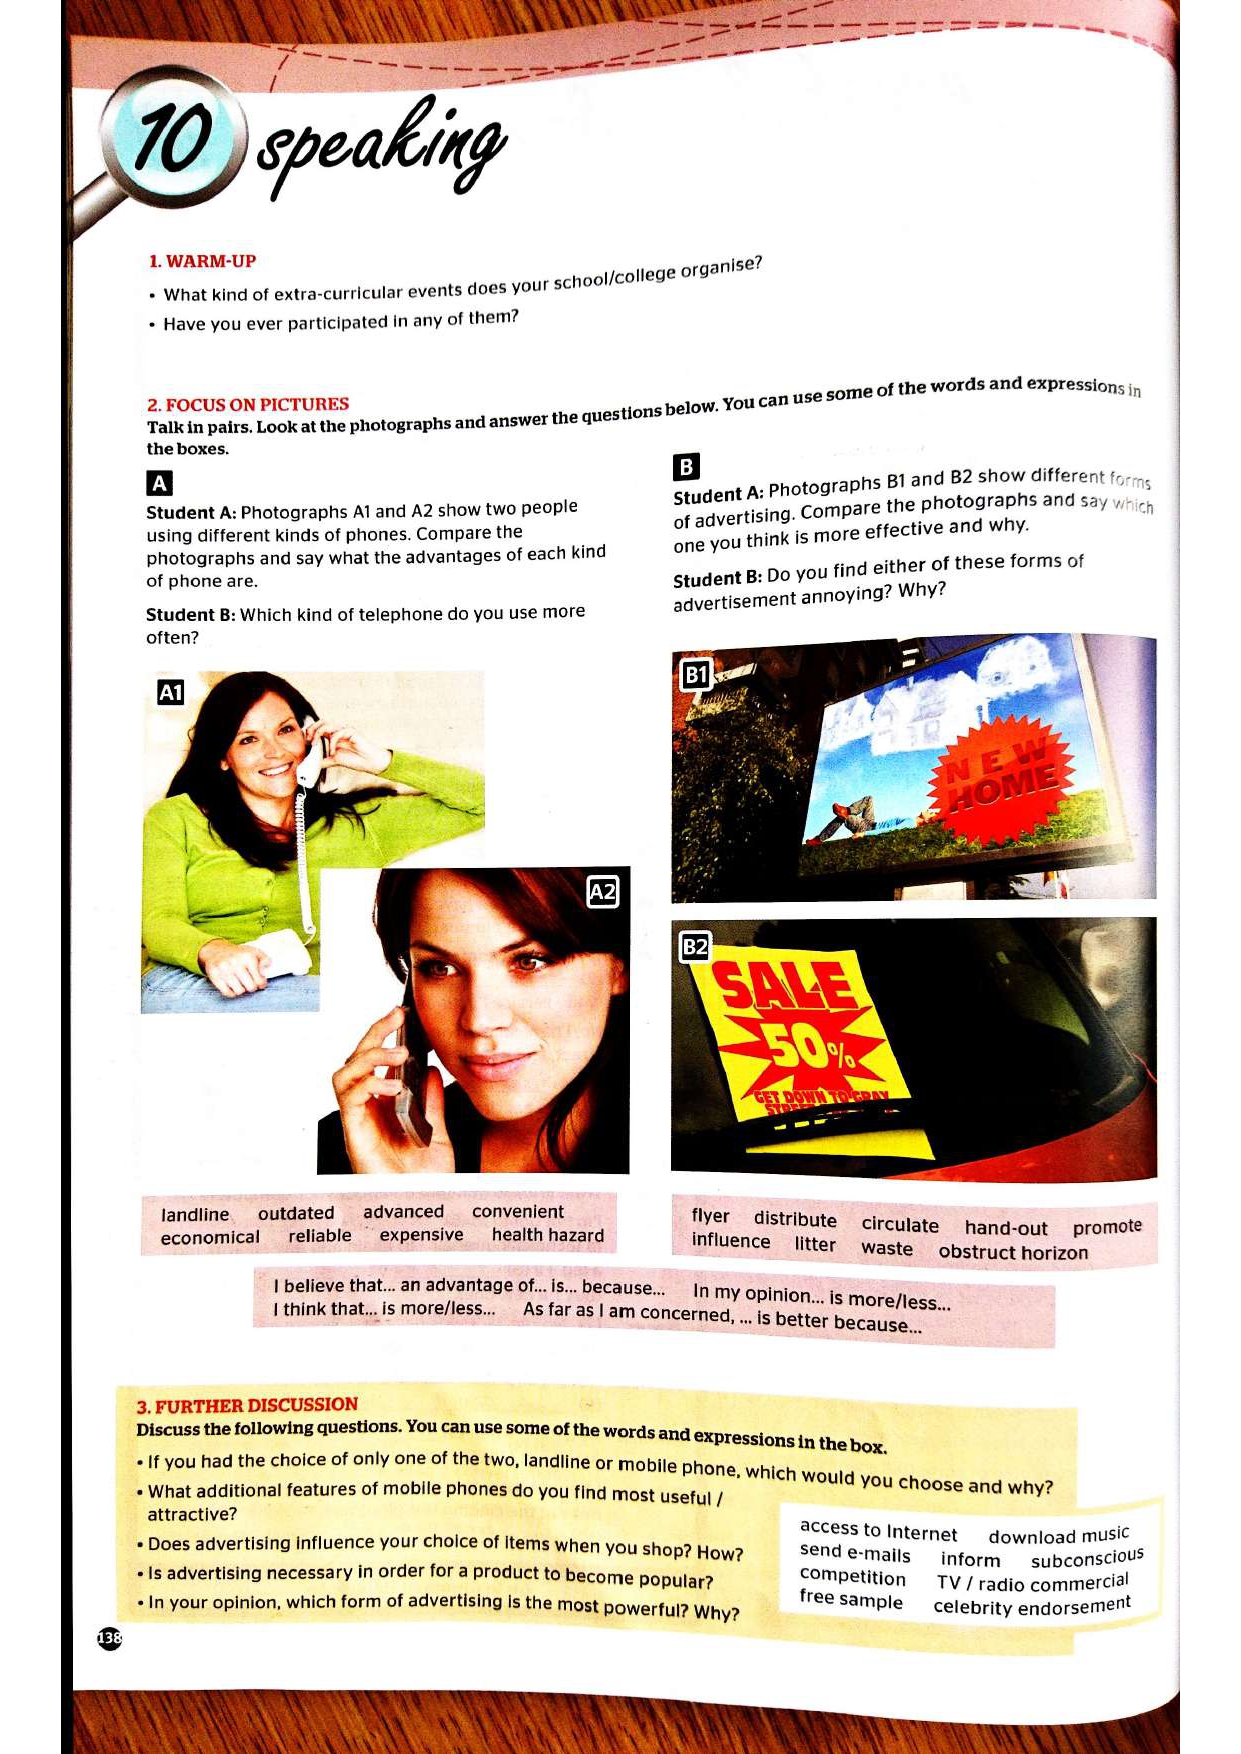 10 speaking
1. WARM-UP
• What kind of extra-curricular events does your school/college organise?
• Have you ever participated in any of them?
2. FOCUS ON PICTURES
Talk in pairs. Look at the photographs and answer the questions below. You can use some of the words and expressions in
the boxes.
A
Student A: Photographs A1 and A2 show two people
using different kinds of phones. Compare the
photographs and say what the advantages of each kind
of phone are.
Student B: Which kind of telephone do you use more
often?
A1
A2
landline outdated advanced convenient
economical reliable expensive health hazard
B
Student A: Photographs B1 and B2 show different forms
of advertising. Compare the photographs and say which
one you think is more effective and why.
Student B: Do you find either of these forms of
advertisement annoying? Why?
B1
NEW
HOME
B2
SALE
50%
GET DOWN TO GRAY
flyer distribute circulate hand-out promote
influence litter waste obstruct horizon
I believe that... an advantage of... is... because... In my opinion... is more/less...
I think that... is more/less... As far as I am concerned, ... is better because...
3. FURTHER DISCUSSION
Discuss the following questions. You can use some of the words and expressions in the box.
• If you had the choice of only one of the two, landline or mobile phone, which would you choose and why?
• What additional features of mobile phones do you find most useful /
attractive?
• Does advertising influence your choice of items when you shop? How?
• Is advertising necessary in order for a product to become popular?
• In your opinion, which form of advertising is the most powerful? Why?
access to Internet download music
send e-mails inform subconscious
competition TV / radio commercial
free sample celebrity endorsement
138